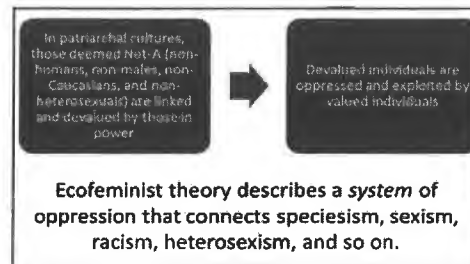 In patriarchal cultures,
those deemed Not-A (non-
humans, non-males, non-
Caucasians, and non-
heterosexuals) are linked
and devalued by those in
power
Devalued individuals are
oppressed and exploited by
valued individuals
Ecofeminist theory describes a system of
oppression that connects speciesism, sexism,
racism, heterosexism, and so on.